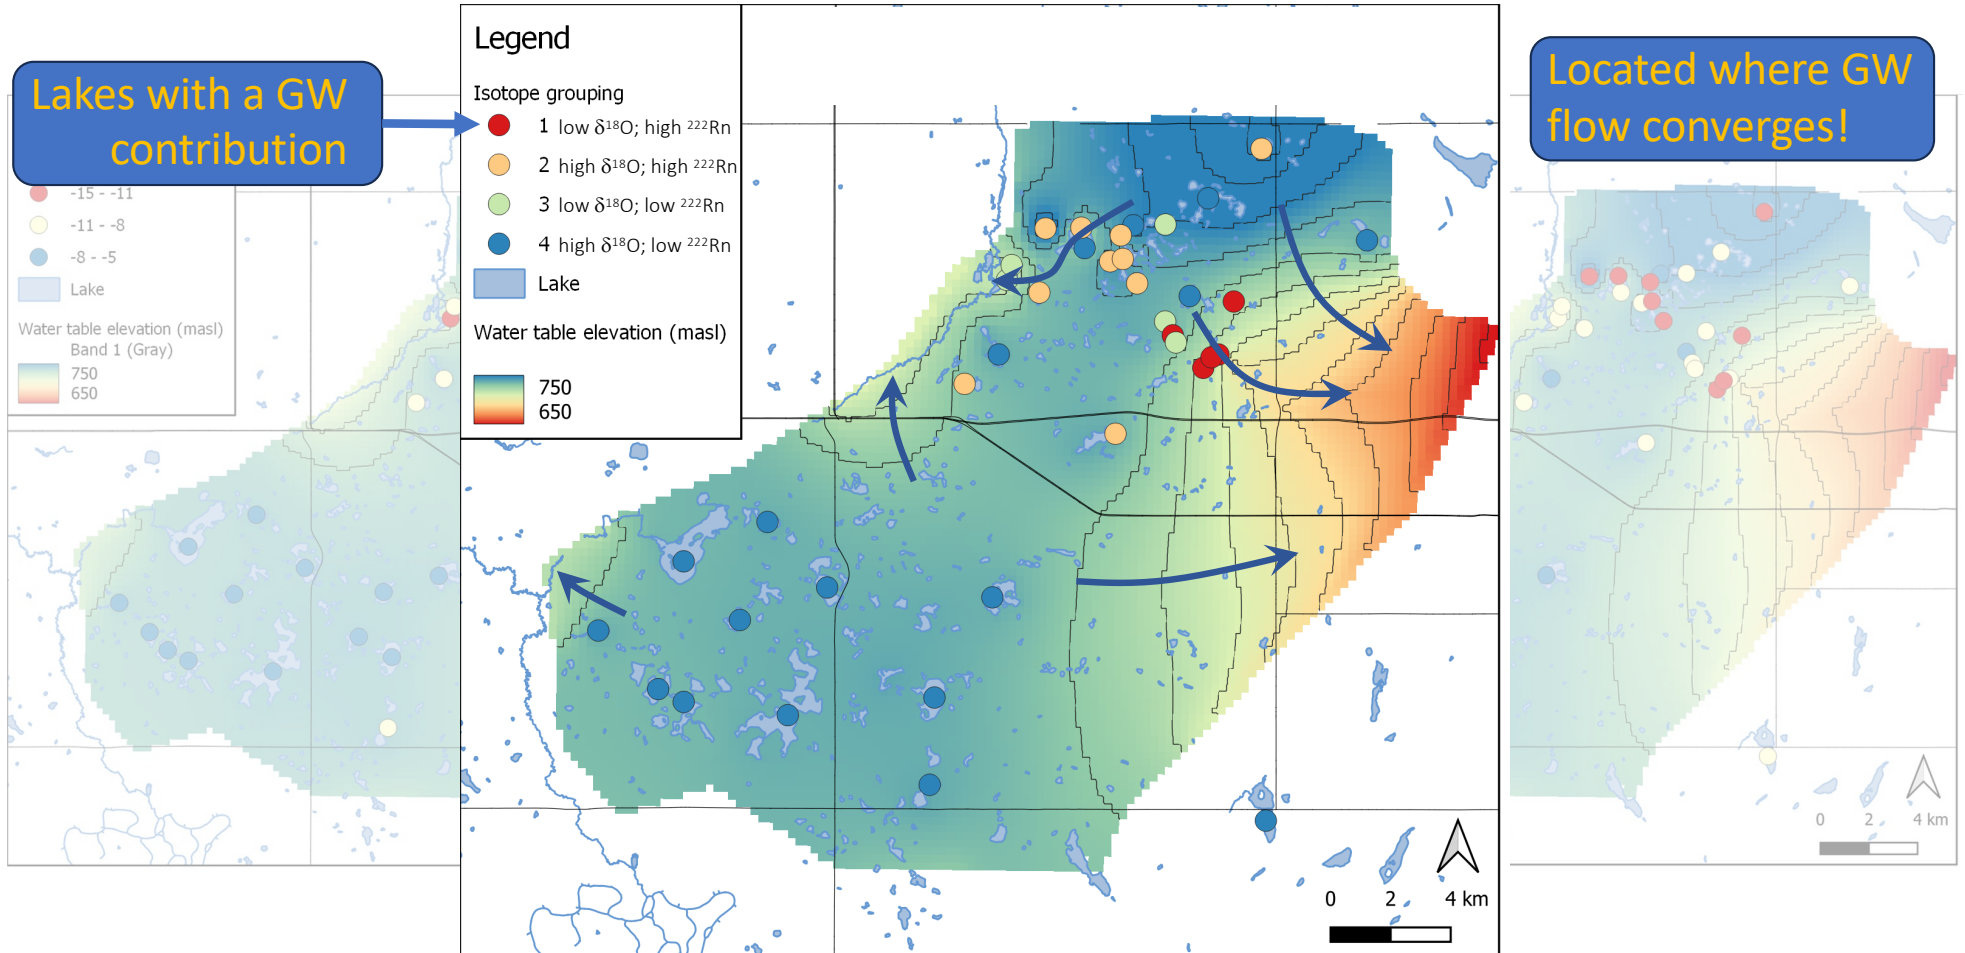 Lakes with a GW
contribution
-15 - -11
-11 - -8
-8 - -5
Lake
Water table elevation (masl)
Band 1 (Gray)
750
650
Legend
Isotope grouping
1 low δ¹⁸O; high ²²²Rn
2 high δ¹⁸O; high ²²²Rn
3 low δ¹⁸O; low ²²²Rn
4 high δ¹⁸O; low ²²²Rn
Lake
Water table elevation (masl)
750
650
0 2 4 km
Located where GW
flow converges!
0 2 4 km